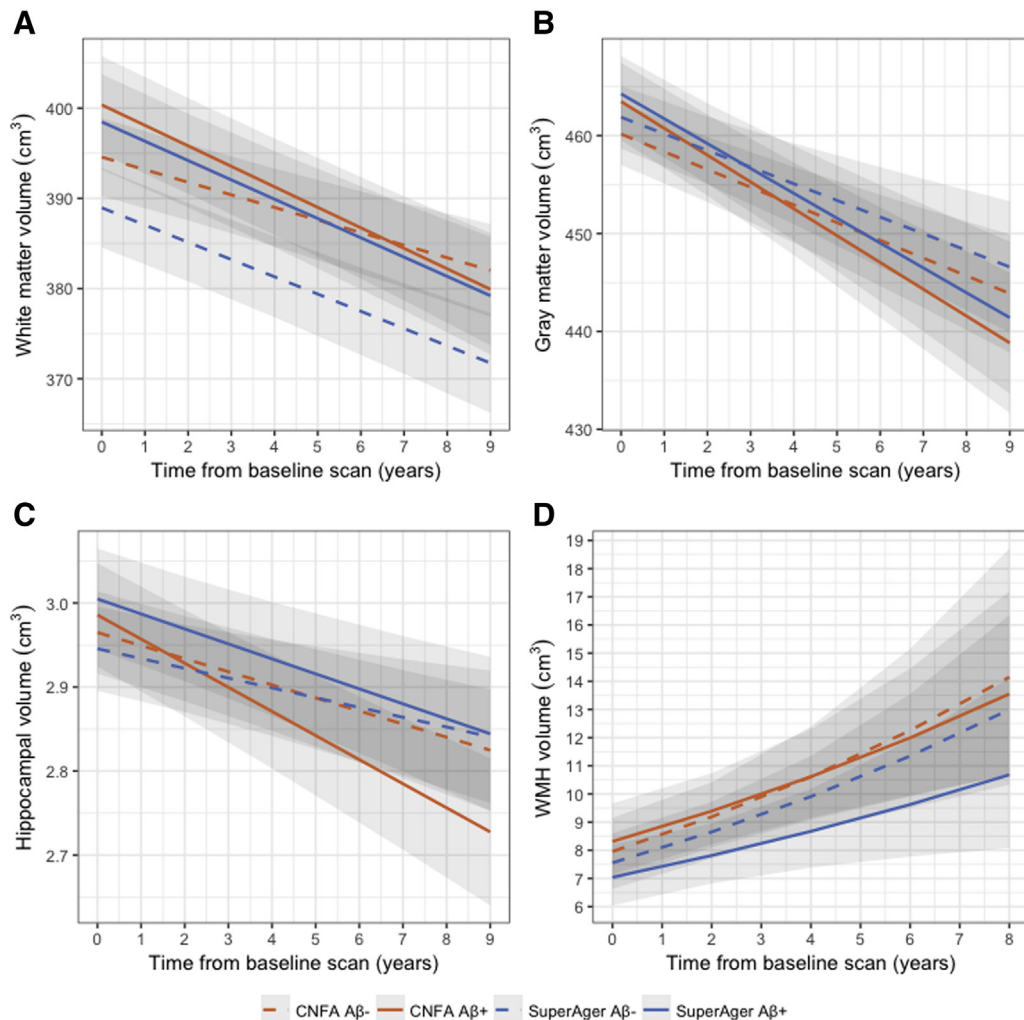 A
White matter volume (cm³)
400
390
380
370
0 1 2 3 4 5 6 7 8 9
Time from baseline scan (years)
B
Gray matter volume (cm³)
460
450
440
430
0 1 2 3 4 5 6 7 8 9
Time from baseline scan (years)
C
Hippocampal volume (cm³)
3.0
2.9
2.8
2.7
0 1 2 3 4 5 6 7 8 9
Time from baseline scan (years)
D
WMH volume (cm³)
19
18
17
16
15
14
13
12
11
10
9
8
7
6
0 1 2 3 4 5 6 7 8
Time from baseline scan (years)
CNFA Aβ- CNFA Aβ+ SuperAger Aβ- SuperAger Aβ+